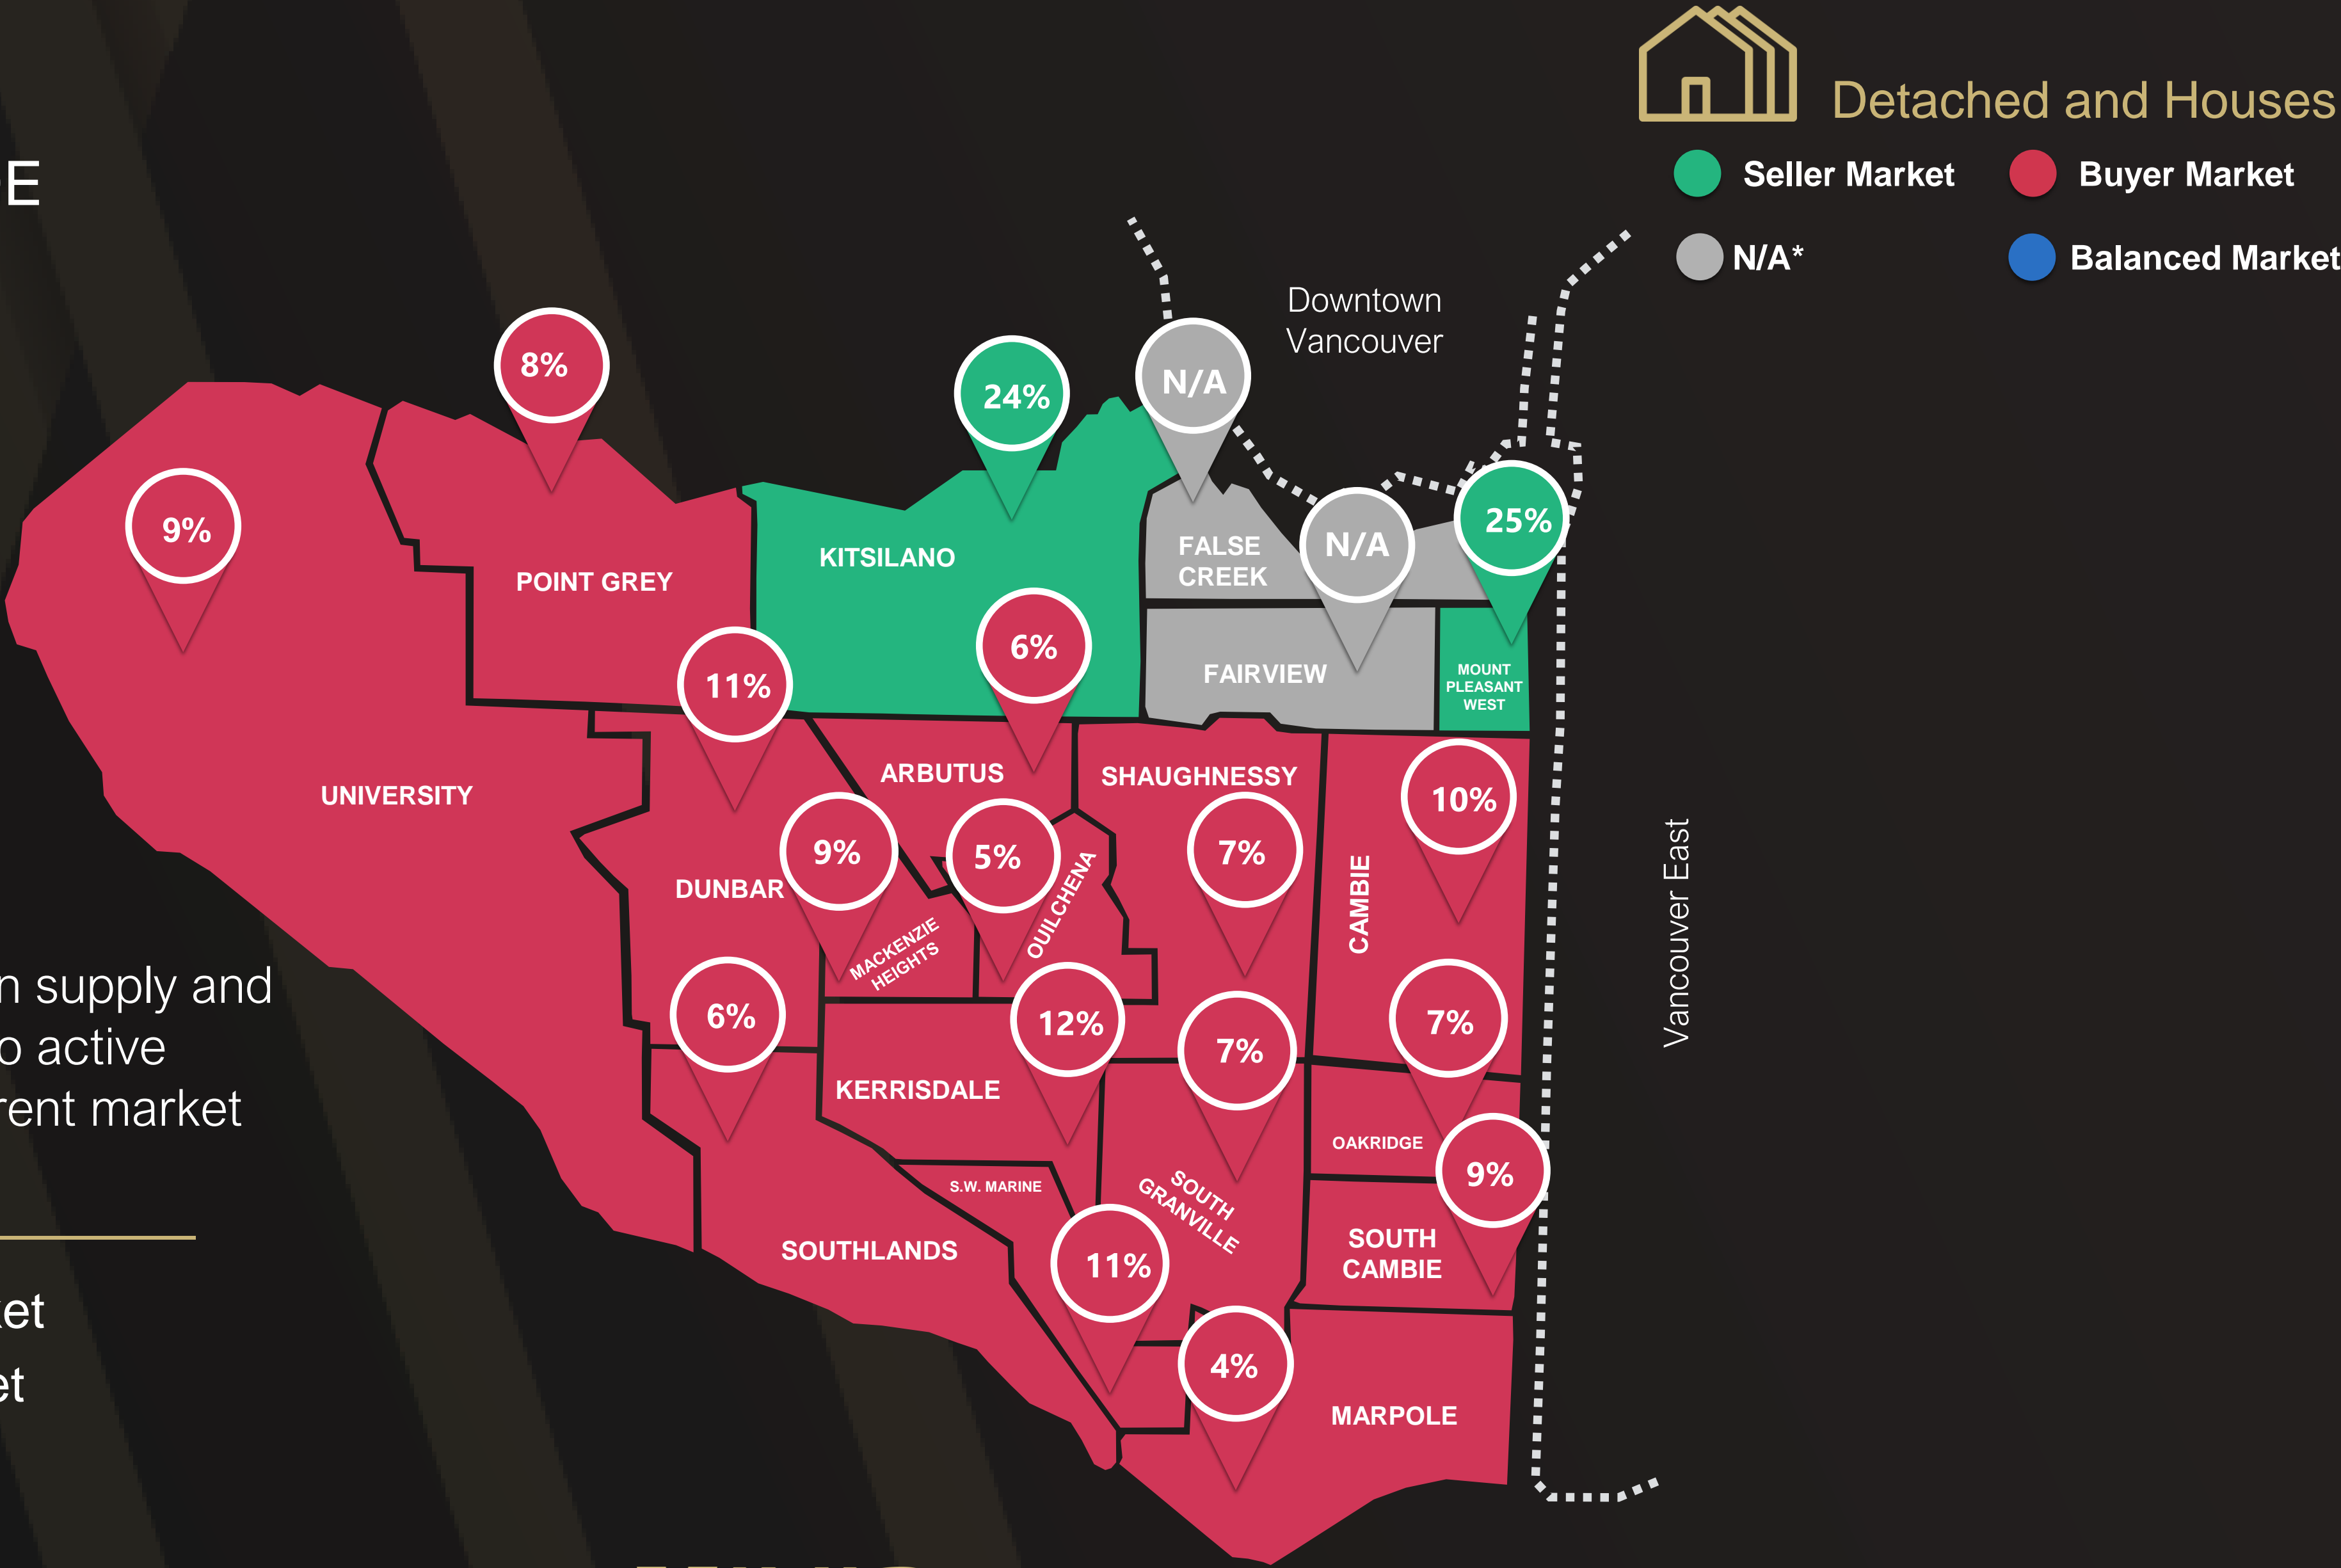 E
Detached and Houses
Seller Market
Buyer Market
N/A*
Balanced Market
Downtown
Vancouver
8%
24%
N/A
9%
25%
N/A
KITSILANO
FALSE
CREEK
POINT GREY
6%
11%
FAIRVIEW
MOUNT
PLEASANT
WEST
UNIVERSITY
ARBUTUS
SHAUGHNESSY
10%
9%
5%
7%
DUNBAR
QUILCHENA
CAMBIE
Vancouver East
MACKENZIE
HEIGHTS
n supply and
o active
rent market
6%
12%
7%
7%
KERRISDALE
OAKRIDGE
9%
S.W. MARINE
SOUTH
GRANVILLE
SOUTHLANDS
SOUTH
CAMBIE
11%
ket
et
4%
MARPOLE